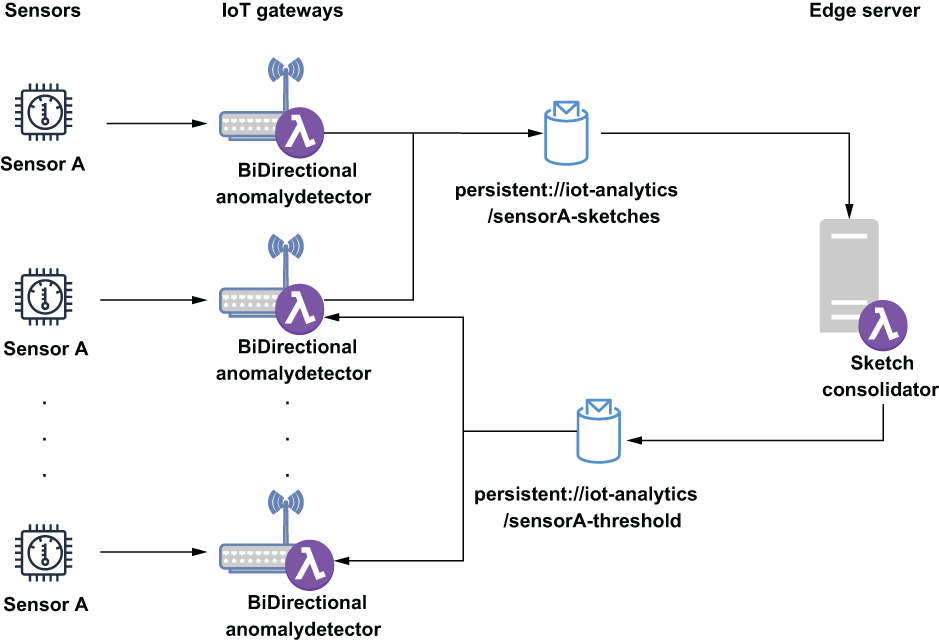 Sensors
IoT gateways
Edge server
Sensor A
BiDirectional
anomalydetector
persistent://iot-analytics
/sensorA-sketches
Sensor A
BiDirectional
anomalydetector
Sketch
consolidator
persistent://iot-analytics
/sensorA-threshold
Sensor A
BiDirectional
anomalydetector